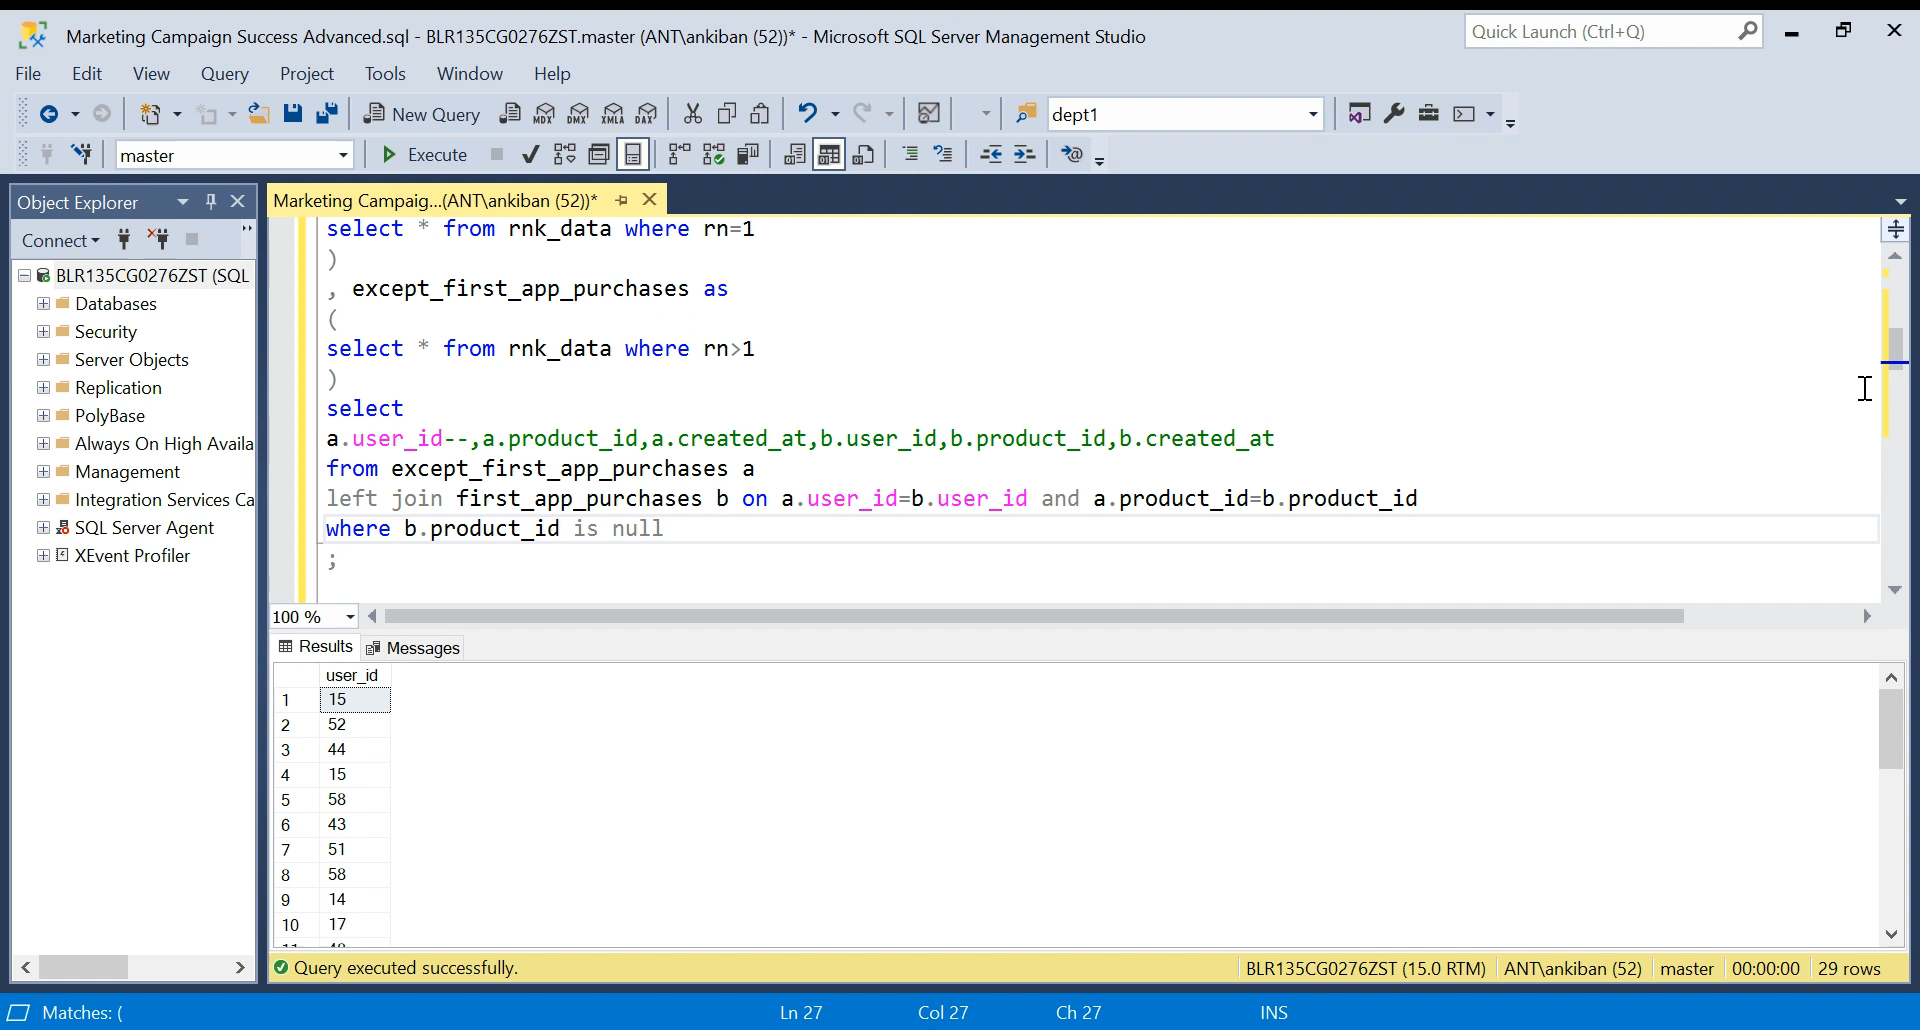 Marketing Campaign Success Advanced.sql - BLR135CG0276ZST.master (ANT\ankiban (52))* - Microsoft SQL Server Management Studio
Quick Launch (Ctrl+Q)
File Edit View Query Project Tools Window Help
New Query
MDX
DMX
XMLA
DAX
dept1
master
Execute
Object Explorer
Marketing Campaig...(ANT\ankiban (52))*
Connect
BLR135CG0276ZST (SQL
Databases
Security
Server Objects
Replication
PolyBase
Always On High Availa
Management
Integration Services Ca
SQL Server Agent
XEvent Profiler
select * from rnk_data where rn=1
)
, except_first_app_purchases as
(
select * from rnk_data where rn>1
)
select
a.user_id--,a.product_id,a.created_at,b.user_id,b.product_id,b.created_at
from except_first_app_purchases a
left join first_app_purchases b on a.user_id=b.user_id and a.product_id=b.product_id
where b.product_id is null
;
100 %
Results Messages
user_id
1 15
2 52
3 44
4 15
5 58
6 43
7 51
8 58
9 14
10 17
Query executed successfully.
BLR135CG0276ZST (15.0 RTM) ANT\ankiban (52) master 00:00:00 29 rows
Matches: (
Ln 27 Col 27 Ch 27 INS